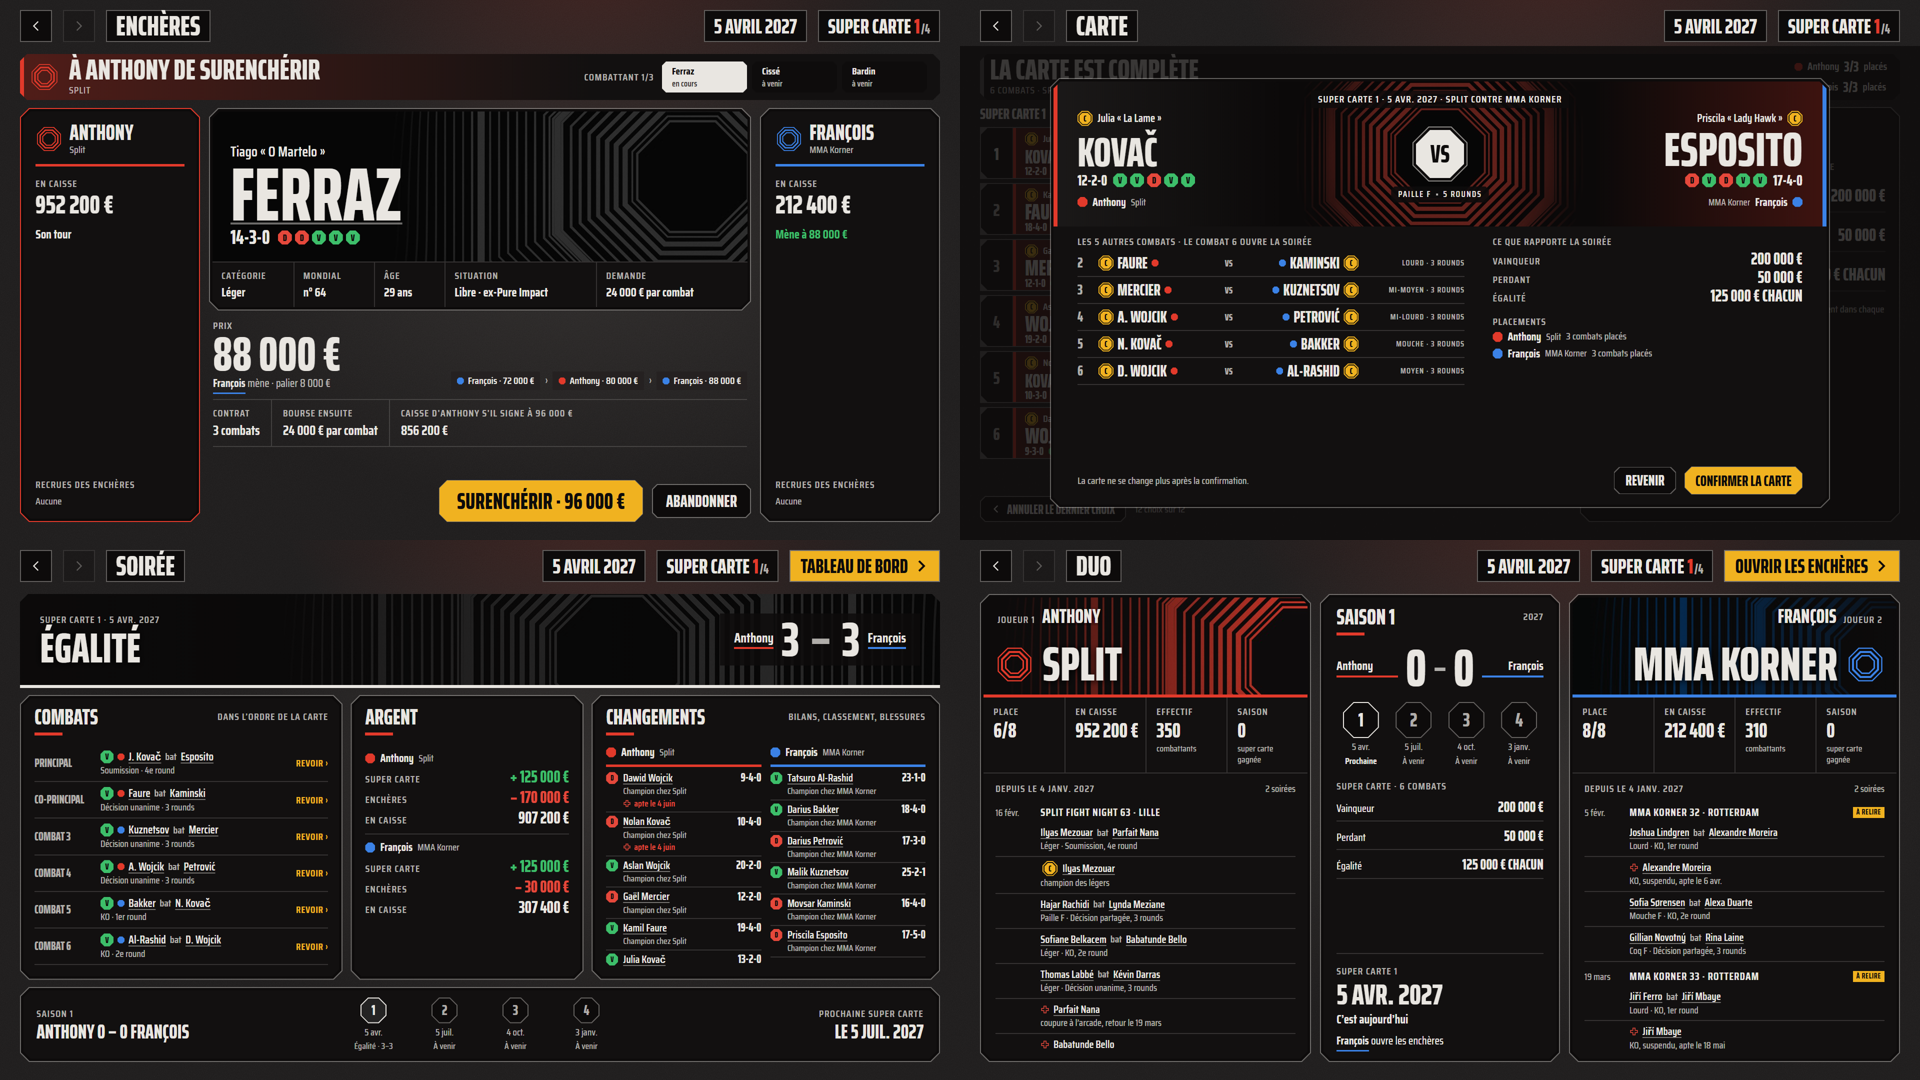 ENCHÈRES
5 AVRIL 2027
SUPER CARTE 1/4
À ANTHONY DE SURENCHÉRIR
SPLIT
COMBATTANT 1/3
Ferraz
en cours
Cissé
à venir
Bardin
à venir
ANTHONY
Split
EN CAISSE
952 200 €
Son tour
RECRUES DES ENCHÈRES
Aucune
Tiago « O Martelo »
FERRAZ
14-3-0 D D V V V
CATÉGORIE
Léger
MONDIAL
n° 64
ÂGE
29 ans
SITUATION
Libre · ex-Pure Impact
DEMANDE
24 000 € par combat
PRIX
88 000 €
François mène · palier 8 000 €
François · 72 000 € › Anthony · 80 000 € › François · 88 000 €
CONTRAT
3 combats
BOURSE ENSUITE
24 000 € par combat
CAISSE D'ANTHONY S'IL SIGNE À 96 000 €
856 200 €
SURENCHÉRIR · 96 000 €
ABANDONNER
FRANÇOIS
MMA Korner
EN CAISSE
212 400 €
Mène à 88 000 €
RECRUES DES ENCHÈRES
Aucune
CARTE
5 AVRIL 2027
SUPER CARTE 1/4
LA CARTE EST COMPLÈTE
6 COMBATS
Anthony 3/3 placés
3/3 placés
SUPER CARTE 1
1
2
3
4
5
6
SUPER CARTE 1 · 5 AVR. 2027 · SPLIT CONTRE MMA KORNER
Julia « La Lame »
KOVAČ
12-2-0 V V D V V
Anthony Split
VS
PAILLE F · 5 ROUNDS
Priscila « Lady Hawk »
ESPOSITO
D V D V V 17-4-0
MMA Korner François
LES 5 AUTRES COMBATS · LE COMBAT 6 OUVRE LA SOIRÉE
2 FAURE VS KAMINSKI LOURD · 3 ROUNDS
3 MERCIER VS KUZNETSOV MI-MOYEN · 3 ROUNDS
4 A. WOJCIK VS PETROVIĆ MI-LOURD · 3 ROUNDS
5 N. KOVAČ VS BAKKER MOUCHE · 3 ROUNDS
6 D. WOJCIK VS AL-RASHID MOYEN · 3 ROUNDS
CE QUE RAPPORTE LA SOIRÉE
VAINQUEUR 200 000 €
PERDANT 50 000 €
ÉGALITÉ 125 000 € CHACUN
PLACEMENTS
Anthony Split 3 combats placés
François MMA Korner 3 combats placés
La carte ne se change plus après la confirmation.
REVENIR
CONFIRMER LA CARTE
ANNULER LE DERNIER CHOIX
SOIRÉE
5 AVRIL 2027
SUPER CARTE 1/4
TABLEAU DE BORD
SUPER CARTE 1 · 5 AVR. 2027
ÉGALITÉ
Anthony 3 – 3 François
COMBATS
DANS L'ORDRE DE LA CARTE
PRINCIPAL V J. Kovač bat Esposito REVOIR ›
Soumission · 4e round
CO-PRINCIPAL V Faure bat Kaminski REVOIR ›
Décision unanime · 3 rounds
COMBAT 3 V Kuznetsov bat Mercier REVOIR ›
Décision unanime · 3 rounds
COMBAT 4 V A. Wojcik bat Petrović REVOIR ›
Décision unanime · 3 rounds
COMBAT 5 V Bakker bat N. Kovač REVOIR ›
KO · 1er round
COMBAT 6 V Al-Rashid bat D. Wojcik REVOIR ›
KO · 2e round
ARGENT
Anthony Split
SUPER CARTE + 125 000 €
ENCHÈRES – 170 000 €
EN CAISSE 907 200 €
François MMA Korner
SUPER CARTE + 125 000 €
ENCHÈRES – 30 000 €
EN CAISSE 307 400 €
CHANGEMENTS
BILANS, CLASSEMENT, BLESSURES
Anthony Split
D Dawid Wojcik 9-4-0
Champion chez Split
apte le 4 juin
D Nolan Kovač 10-4-0
Champion chez Split
apte le 4 juin
V Aslan Wojcik 20-2-0
Champion chez Split
D Gaël Mercier 12-2-0
Champion chez Split
V Kamil Faure 19-4-0
Champion chez Split
V Julia Kovač 13-2-0
François MMA Korner
V Tatsuro Al-Rashid 23-1-0
Champion chez MMA Korner
V Darius Bakker 18-4-0
Champion chez MMA Korner
D Darius Petrović 17-3-0
Champion chez MMA Korner
V Malik Kuznetsov 25-2-1
Champion chez MMA Korner
D Movsar Kaminski 16-4-0
Champion chez MMA Korner
D Priscila Esposito 17-5-0
Champion chez MMA Korner
SAISON 1
ANTHONY 0 – 0 FRANÇOIS
1
5 avr.
Égalité · 3–3
2
5 juil.
À venir
3
4 oct.
À venir
4
3 janv.
À venir
PROCHAINE SUPER CARTE
LE 5 JUIL. 2027
DUO
5 AVRIL 2027
SUPER CARTE 1/4
OUVRIR LES ENCHÈRES
JOUEUR 1 ANTHONY
SPLIT
PLACE
6/8
EN CAISSE
952 200 €
EFFECTIF
350
combattants
SAISON
0
super carte
gagnée
DEPUIS LE 4 JANV. 2027
2 soirées
16 févr. SPLIT FIGHT NIGHT 63 · LILLE
Ilyas Mezouar bat Parfait Nana
Léger · Soumission, 4e round
Ilyas Mezouar
champion des légers
Hajar Rachidi bat Lynda Meziane
Paille F · Décision partagée, 3 rounds
Sofiane Belkacem bat Babatunde Bello
Léger · KO, 2e round
Thomas Labbé bat Kévin Darras
Léger · Décision unanime, 3 rounds
Parfait Nana
coupure à l'arcade, retour le 19 mars
Babatunde Bello
SAISON 1
2027
Anthony 0 – 0 François
1
5 avr.
Prochaine
2
5 juil.
À venir
3
4 oct.
À venir
4
3 janv.
À venir
SUPER CARTE · 6 COMBATS
Vainqueur 200 000 €
Perdant 50 000 €
Égalité 125 000 € CHACUN
SUPER CARTE 1
5 AVR. 2027
C'est aujourd'hui
François ouvre les enchères
FRANÇOIS JOUEUR 2
MMA KORNER
PLACE
8/8
EN CAISSE
212 400 €
EFFECTIF
310
combattants
SAISON
0
super carte
gagnée
DEPUIS LE 4 JANV. 2027
2 soirées
5 févr. MMA KORNER 32 · ROTTERDAM À RELIRE
Joshua Lindgren bat Alexandre Moreira
Lourd · KO, 1er round
Alexandre Moreira
KO, suspendu, apte le 6 avr.
Sofia Sørensen bat Alexa Duarte
Mouche F · KO, 2e round
Gillian Novotný bat Rina Laine
Coq F · Décision partagée, 3 rounds
19 mars MMA KORNER 33 · ROTTERDAM À RELIRE
Jiří Ferro bat Jiří Mbaye
Lourd · KO, 1er round
Jiří Mbaye
KO, suspendu, apte le 18 mai